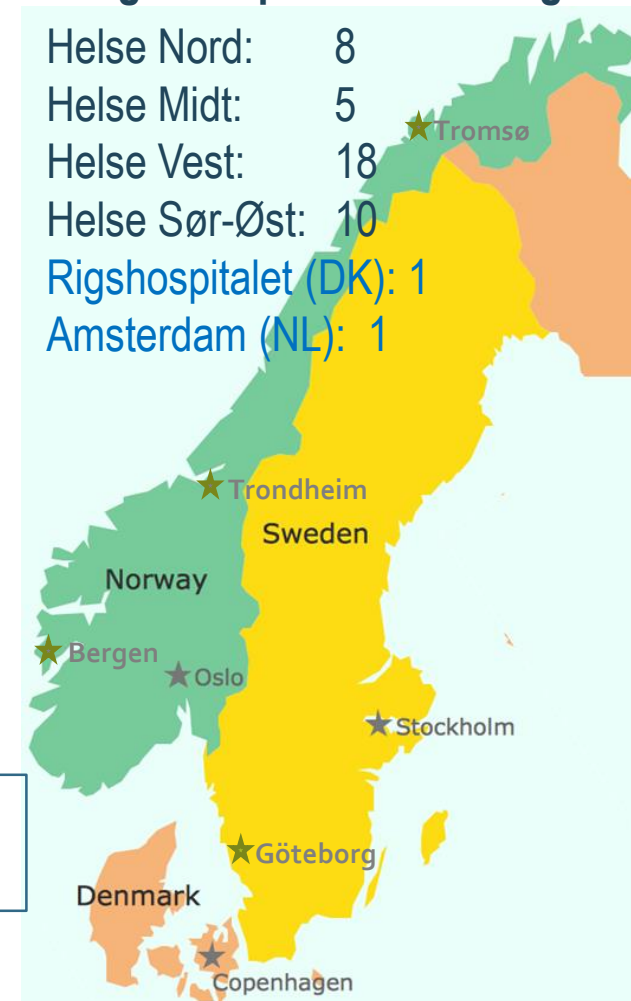 Helse Nord: 8
Helse Midt: 5
Helse Vest: 18
Helse Sør-Øst: 10
Rigshospitalet (DK): 1
Amsterdam (NL): 1
Tromsø
Trondheim
Sweden
Norway
Bergen
Oslo
Stockholm
Göteborg
Denmark
Copenhagen